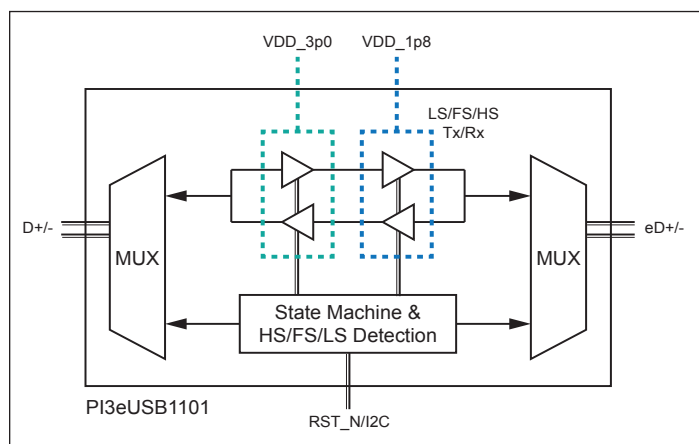 VDD_3p0
VDD_1p8
LS/FS/HS
Tx/Rx
D+/-
MUX
MUX
eD+/-
State Machine &
HS/FS/LS Detection
PI3eUSB1101
RST_N/I2C